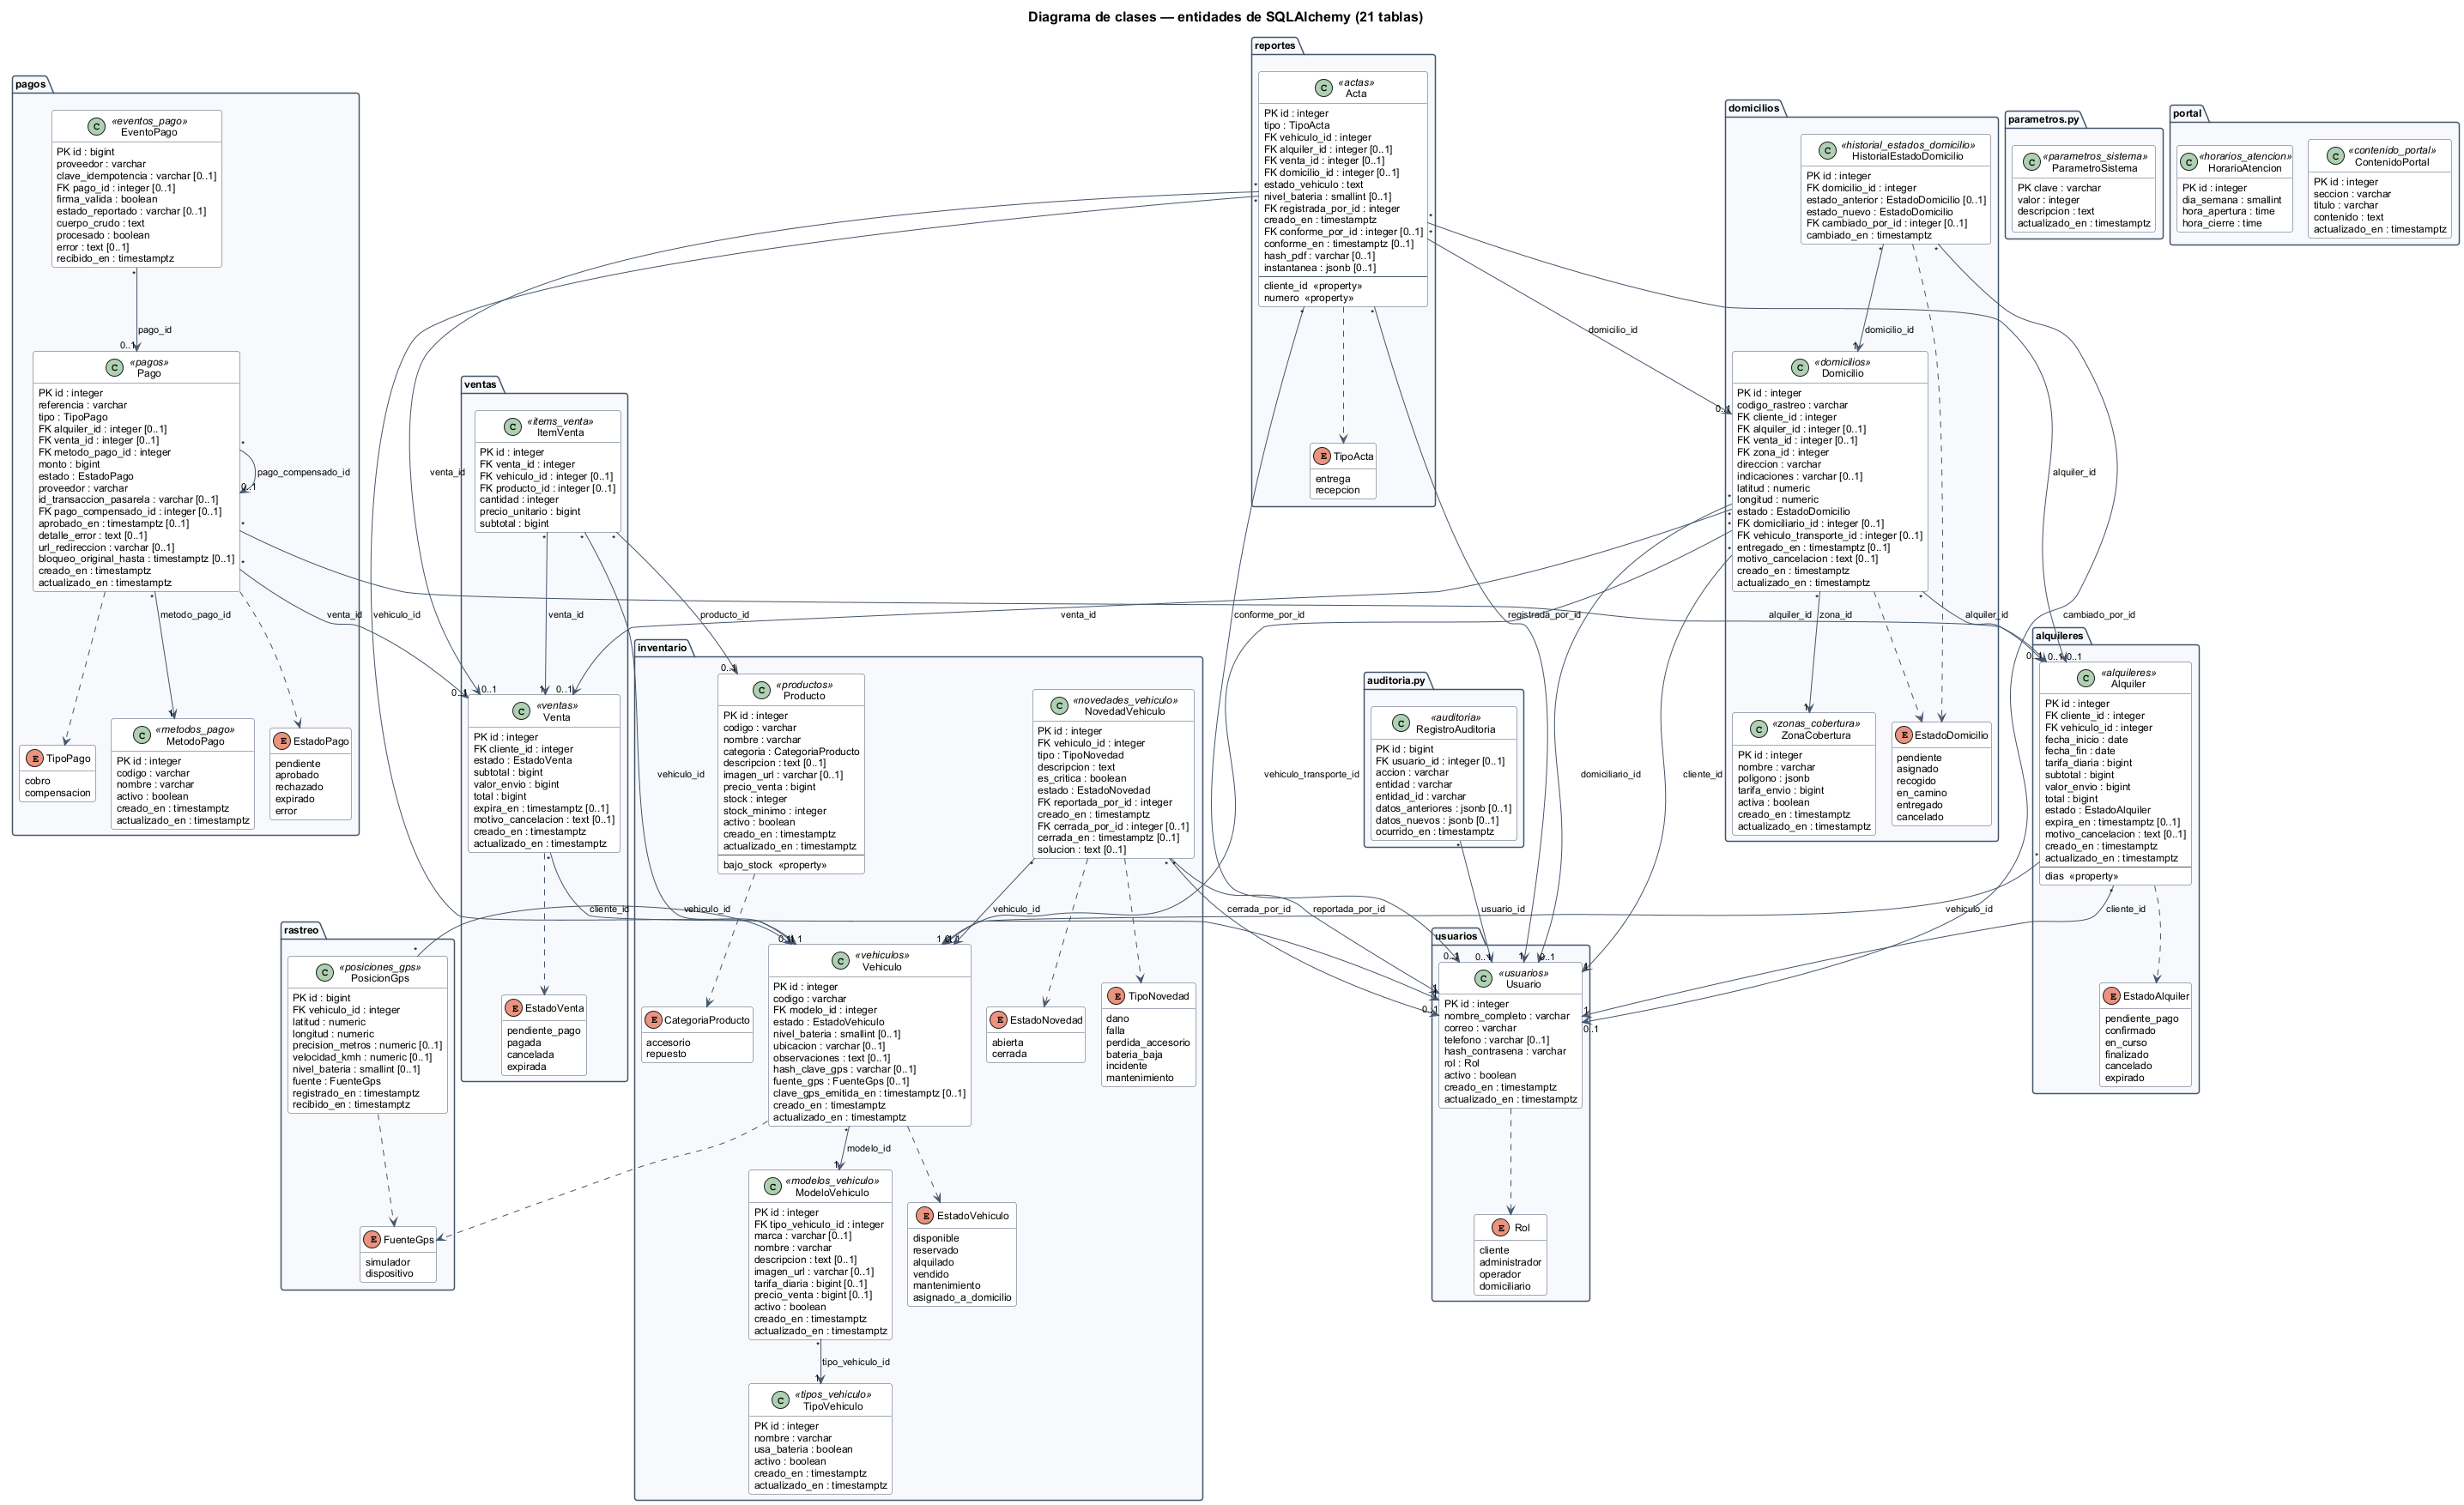 Diagrama de clases — entidades de SQLAlchemy (21 tablas)
pagos
«eventos_pago»
EventoPago
PK id : bigint
proveedor : varchar
clave_idempotencia : varchar [0..1]
FK pago_id : integer [0..1]
firma_valida : boolean
estado_reportado : varchar [0..1]
cuerpo_crudo : text
procesado : boolean
error : text [0..1]
recibido_en : timestamptz
*
pago_id
0..1
«pagos»
Pago
PK id : integer
referencia : varchar
tipo : TipoPago
FK alquiler_id : integer [0..1]
FK venta_id : integer [0..1]
FK metodo_pago_id : integer
monto : bigint
estado : EstadoPago
proveedor : varchar
id_transaccion_pasarela : varchar [0..1]
FK pago_compensado_id : integer [0..1]
aprobado_en : timestamptz [0..1]
detalle_error : text [0..1]
url_redireccion : varchar [0..1]
bloqueo_original_hasta : timestamptz [0..1]
creado_en : timestamptz
actualizado_en : timestamptz
*
pago_compensado_id
0..1
*
*
*
metodo_pago_id
1
venta_id
0..1
TipoPago
cobro
compensacion
«metodos_pago»
MetodoPago
PK id : integer
codigo : varchar
nombre : varchar
activo : boolean
creado_en : timestamptz
actualizado_en : timestamptz
EstadoPago
pendiente
aprobado
rechazado
expirado
error
ventas
«items_venta»
ItemVenta
PK id : integer
FK venta_id : integer
FK vehiculo_id : integer [0..1]
FK producto_id : integer [0..1]
cantidad : integer
precio_unitario : bigint
subtotal : bigint
*
*
*
venta_id
vehiculo_id
venta_id
producto_id
vehiculo_id
0..1
1
0..1
«ventas»
Venta
PK id : integer
FK cliente_id : integer
estado : EstadoVenta
subtotal : bigint
valor_envio : bigint
total : bigint
expira_en : timestamptz [0..1]
motivo_cancelacion : text [0..1]
creado_en : timestamptz
actualizado_en : timestamptz
*
cliente_id
EstadoVenta
pendiente_pago
pagada
cancelada
expirada
rastreo
*
«posiciones_gps»
PosicionGps
PK id : bigint
FK vehiculo_id : integer
latitud : numeric
longitud : numeric
precision_metros : numeric [0..1]
velocidad_kmh : numeric [0..1]
nivel_bateria : smallint [0..1]
fuente : FuenteGps
registrado_en : timestamptz
recibido_en : timestamptz
FuenteGps
simulador
dispositivo
inventario
0..1
«productos»
Producto
PK id : integer
codigo : varchar
nombre : varchar
categoria : CategoriaProducto
descripcion : text [0..1]
imagen_url : varchar [0..1]
precio_venta : bigint
stock : integer
stock_minimo : integer
activo : boolean
creado_en : timestamptz
actualizado_en : timestamptz
bajo_stock «property»
CategoriaProducto
accesorio
repuesto
«novedades_vehiculo»
NovedadVehiculo
PK id : integer
FK vehiculo_id : integer
tipo : TipoNovedad
descripcion : text
es_critica : boolean
estado : EstadoNovedad
FK reportada_por_id : integer
creado_en : timestamptz
FK cerrada_por_id : integer [0..1]
cerrada_en : timestamptz [0..1]
solucion : text [0..1]
*
*
*
vehiculo_id
vehiculo_id
cerrada_por_id
reportada_por_id
EstadoNovedad
abierta
cerrada
TipoNovedad
dano
falla
perdida_accesorio
bateria_baja
incidente
mantenimiento
«vehiculos»
Vehiculo
PK id : integer
codigo : varchar
FK modelo_id : integer
estado : EstadoVehiculo
nivel_bateria : smallint [0..1]
ubicacion : varchar [0..1]
observaciones : text [0..1]
hash_clave_gps : varchar [0..1]
fuente_gps : FuenteGps [0..1]
clave_gps_emitida_en : timestamptz [0..1]
creado_en : timestamptz
actualizado_en : timestamptz
*
modelo_id
1
«modelos_vehiculo»
ModeloVehiculo
PK id : integer
FK tipo_vehiculo_id : integer
marca : varchar [0..1]
nombre : varchar
descripcion : text [0..1]
imagen_url : varchar [0..1]
tarifa_diaria : bigint [0..1]
precio_venta : bigint [0..1]
activo : boolean
creado_en : timestamptz
actualizado_en : timestamptz
*
tipo_vehiculo_id
1
EstadoVehiculo
disponible
reservado
alquilado
vendido
mantenimiento
asignado_a_domicilio
«tipos_vehiculo»
TipoVehiculo
PK id : integer
nombre : varchar
usa_bateria : boolean
activo : boolean
creado_en : timestamptz
actualizado_en : timestamptz
reportes
«actas»
Acta
PK id : integer
tipo : TipoActa
FK vehiculo_id : integer
FK alquiler_id : integer [0..1]
FK venta_id : integer [0..1]
FK domicilio_id : integer [0..1]
estado_vehiculo : text
nivel_bateria : smallint [0..1]
FK registrada_por_id : integer
creado_en : timestamptz
FK conforme_por_id : integer [0..1]
conforme_en : timestamptz [0..1]
hash_pdf : varchar [0..1]
instantanea : jsonb [0..1]
cliente_id «property»
numero «property»
*
*
*
*
*
*
domicilio_id
TipoActa
entrega
recepcion
venta_id
conforme_por_id
registrada_por_id
auditoria.py
«auditoria»
RegistroAuditoria
PK id : bigint
FK usuario_id : integer [0..1]
accion : varchar
entidad : varchar
entidad_id : varchar
datos_anteriores : jsonb [0..1]
datos_nuevos : jsonb [0..1]
ocurrido_en : timestamptz
*
usuario_id
vehiculo_transporte_id
domiciliario_id
cliente_id
usuarios
«usuarios»
Usuario
PK id : integer
nombre_completo : varchar
correo : varchar
telefono : varchar [0..1]
hash_contrasena : varchar
rol : Rol
activo : boolean
creado_en : timestamptz
actualizado_en : timestamptz
Rol
cliente
administrador
operador
domiciliario
domicilios
«historial_estados_domicilio»
HistorialEstadoDomicilio
PK id : integer
FK domicilio_id : integer
estado_anterior : EstadoDomicilio [0..1]
estado_nuevo : EstadoDomicilio
FK cambiado_por_id : integer [0..1]
cambiado_en : timestamptz
*
*
domicilio_id
1
0..1
«domicilios»
Domicilio
PK id : integer
codigo_rastreo : varchar
FK cliente_id : integer
FK alquiler_id : integer [0..1]
FK venta_id : integer [0..1]
FK zona_id : integer
direccion : varchar
indicaciones : varchar [0..1]
latitud : numeric
longitud : numeric
estado : EstadoDomicilio
FK domiciliario_id : integer [0..1]
FK vehiculo_transporte_id : integer [0..1]
entregado_en : timestamptz [0..1]
motivo_cancelacion : text [0..1]
creado_en : timestamptz
actualizado_en : timestamptz
*
*
*
*
*
*
alquiler_id
zona_id
alquiler_id
1
«zonas_cobertura»
ZonaCobertura
PK id : integer
nombre : varchar
poligono : jsonb
tarifa_envio : bigint
activa : boolean
creado_en : timestamptz
actualizado_en : timestamptz
EstadoDomicilio
pendiente
asignado
recogido
en_camino
entregado
cancelado
parametros.py
«parametros_sistema»
ParametroSistema
PK clave : varchar
valor : integer
descripcion : text
actualizado_en : timestamptz
portal
«horarios_atencion»
HorarioAtencion
PK id : integer
dia_semana : smallint
hora_apertura : time
hora_cierre : time
«contenido_portal»
ContenidoPortal
PK id : integer
seccion : varchar
titulo : varchar
contenido : text
actualizado_en : timestamptz
alquiler_id
cambiado_por_id
alquileres
0..1
0..1
«alquileres»
Alquiler
PK id : integer
FK cliente_id : integer
FK vehiculo_id : integer
fecha_inicio : date
fecha_fin : date
tarifa_diaria : bigint
subtotal : bigint
valor_envio : bigint
total : bigint
estado : EstadoAlquiler
expira_en : timestamptz [0..1]
motivo_cancelacion : text [0..1]
creado_en : timestamptz
actualizado_en : timestamptz
dias «property»
*
*
vehiculo_id
cliente_id
EstadoAlquiler
pendiente_pago
confirmado
en_curso
finalizado
cancelado
expirado